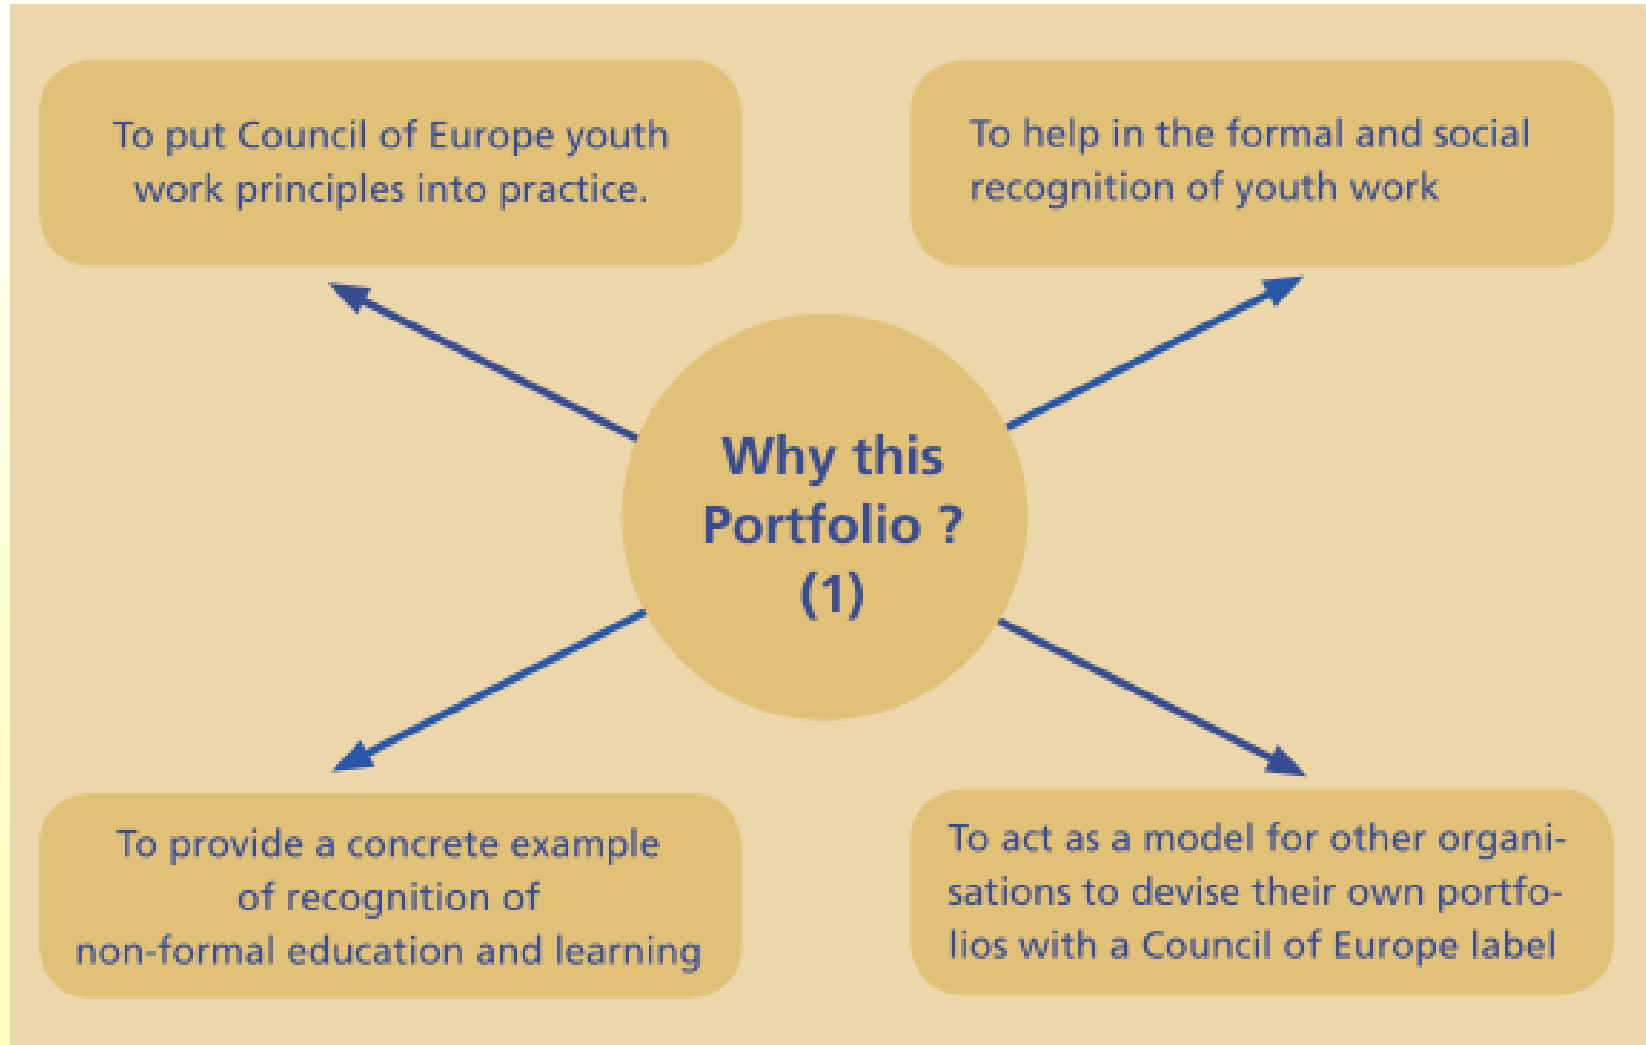 To put Council of Europe youth
work principles into practice.
To help in the formal and social
recognition of youth work
Why this
Portfolio ?
(1)
To provide a concrete example
of recognition of
non-formal education and learning
To act as a model for other organi-
sations to devise their own portfo-
lios with a Council of Europe label